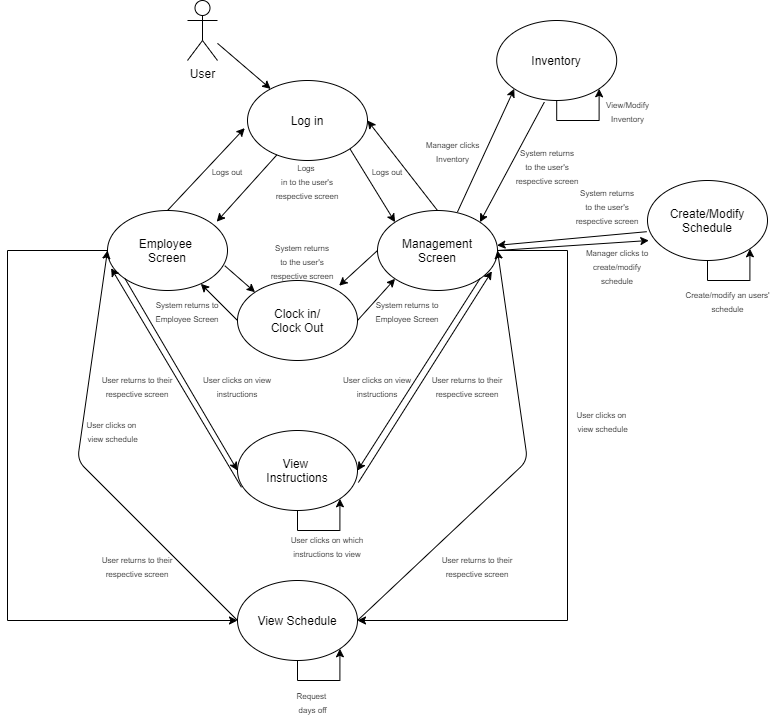 User
Inventory
View/Modify
Inventory
Log in
Manager clicks
Inventory
System returns
to the user's
respective screen
Logs out
Logs
in to the user's
respective screen
Logs out
System returns
to the user's
respective screen
Create/Modify
Schedule
Employee
Screen
Management
Screen
System returns
to the user's
respective screen
Manager clicks to
create/modify
schedule
Create/modify an users'
schedule
System returns to
Employee Screen
Clock in/
Clock Out
System returns to
Employee Screen
User returns to their
respective screen
User clicks on view
instructions
User clicks on view
instructions
User returns to their
respective screen
User clicks on
view schedule
User clicks on
view schedule
View
Instructions
User clicks on which
instructions to view
User returns to their
respective screen
User returns to their
respective screen
View Schedule
Request
days off